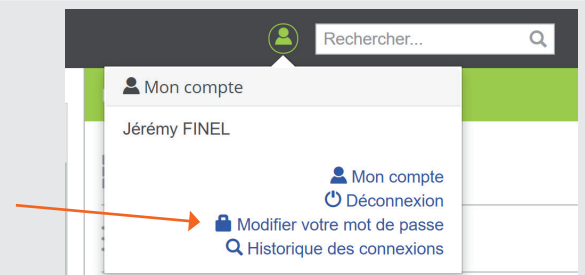 Rechercher...
Mon compte
Jérémy FINEL
Mon compte
Déconnexion
Modifier votre mot de passe
Historique des connexions